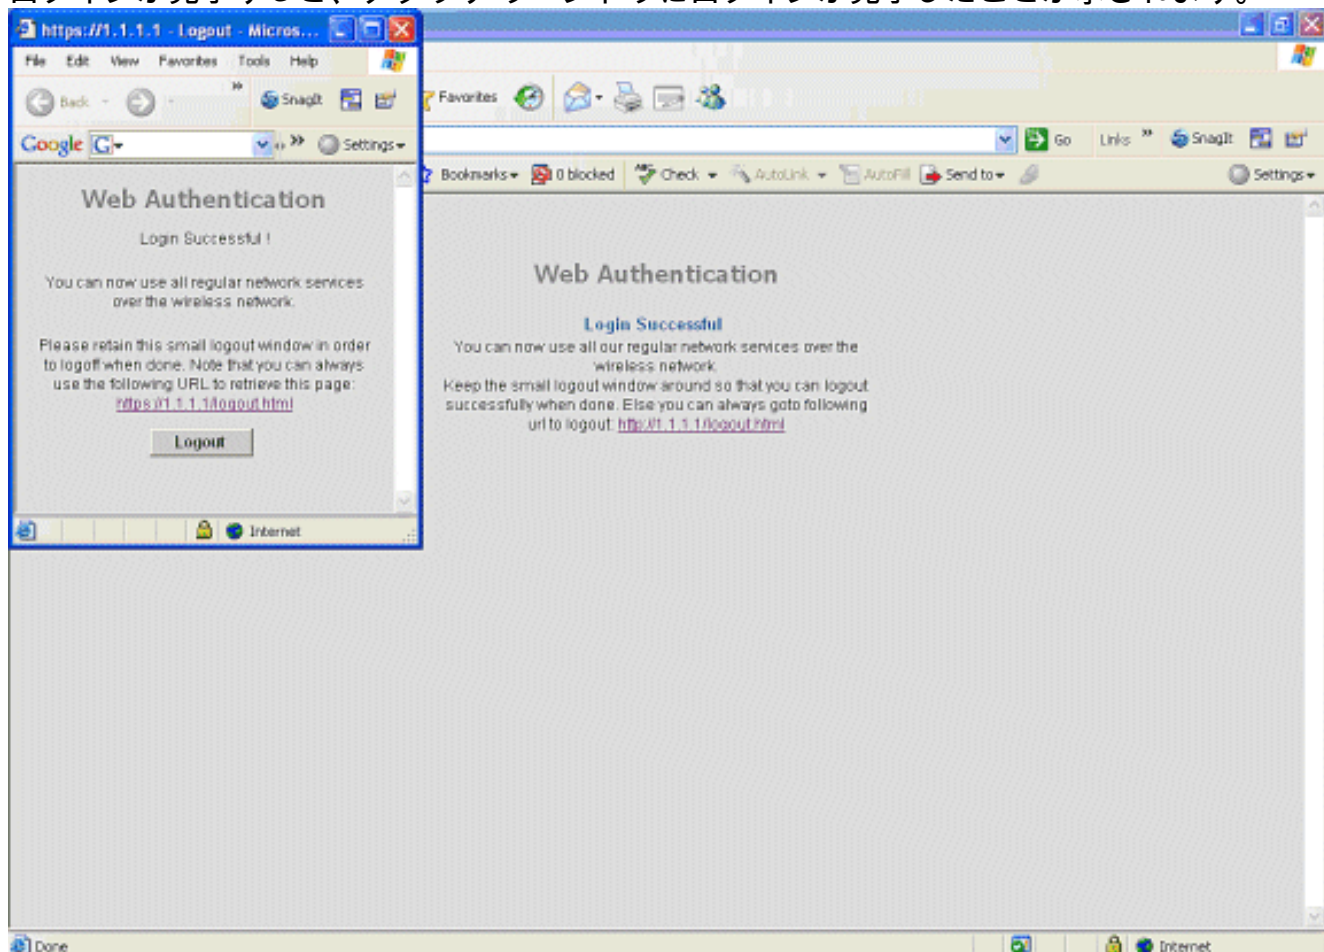 https://1.1.1.1 - Logout - Micros...
File Edit View Favorites Tools Help
Back
SnagIt
Google G
Settings
Web Authentication
Login Successful !
You can now use all regular network services
over the wireless network.
Please retain this small logout window in order
to logoff when done. Note that you can always
use the following URL to retrieve this page:
https://1.1.1.1/logout.html
Logout
Internet
Favorites
Go Links » SnagIt
Bookmarks 0 blocked Check AutoLink AutoFill Send to Settings
Web Authentication
Login Successful
You can now use all our regular network services over the
wireless network.
Keep the small logout window around so that you can logout
successfully when done. Else you can always goto following
url to logout: http://1.1.1.1/logout.html
Done
Internet